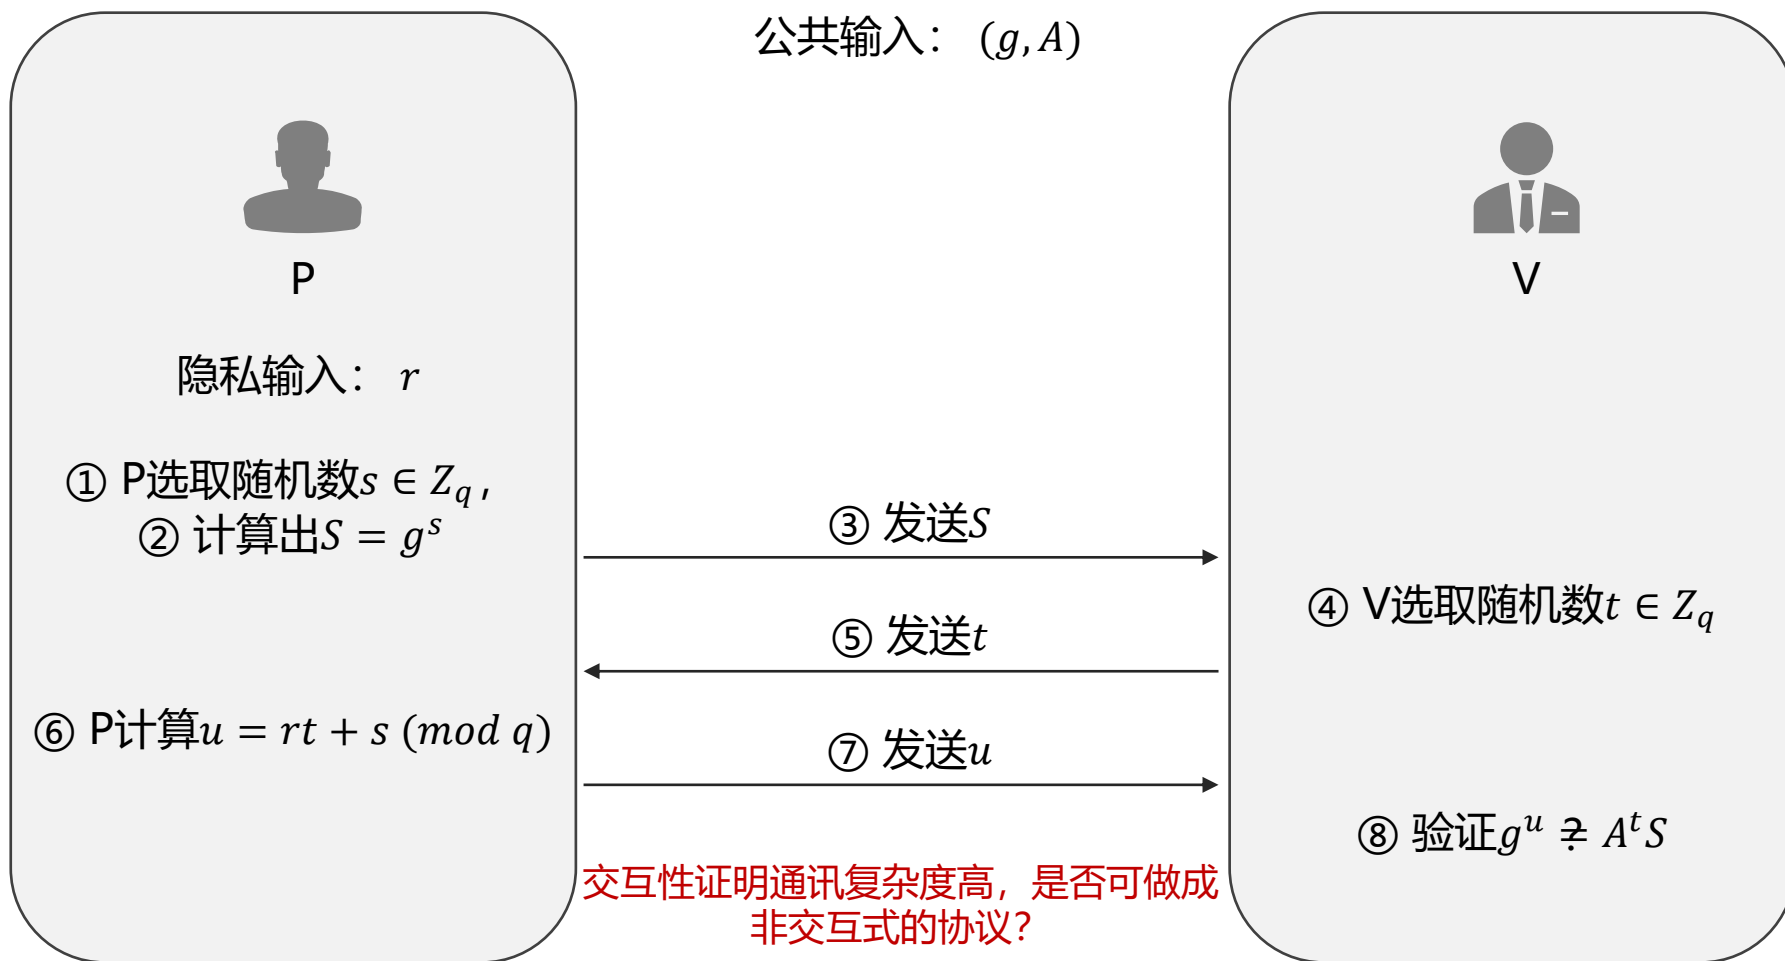 公共输入： (g, A)
P
V
隐私输入： r
① P选取随机数s ∈ Z_q，
② 计算出S = g^s
③ 发送S
④ V选取随机数t ∈ Z_q
⑤ 发送t
⑥ P计算u = rt + s (mod q)
⑦ 发送u
⑧ 验证g^u ≟ A^t S
交互性证明通讯复杂度高，是否可做成
非交互式的协议？